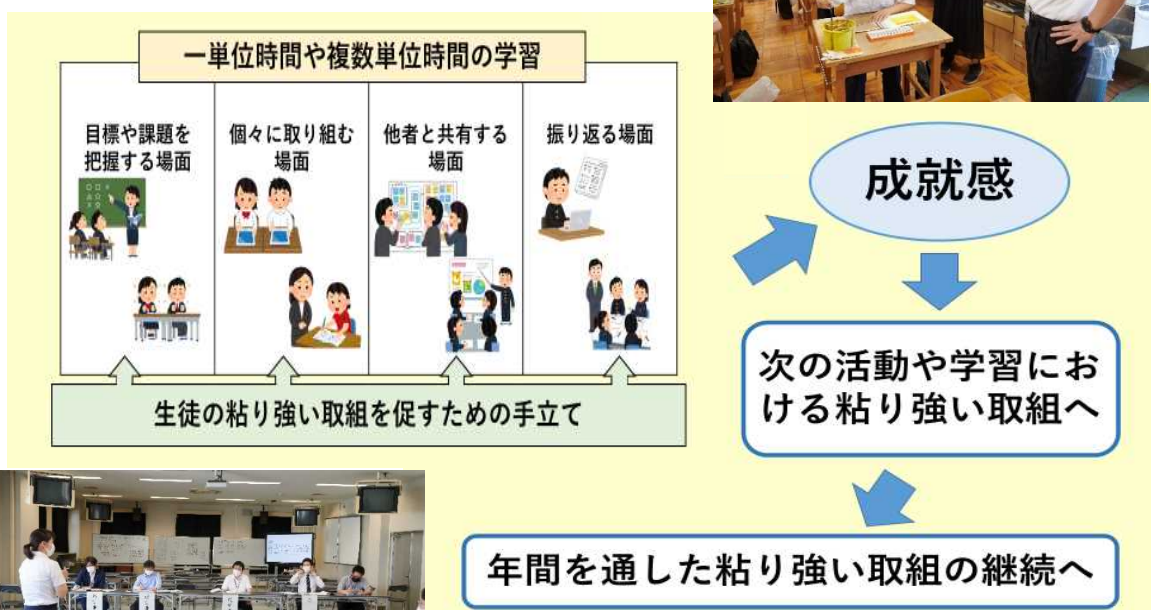 一単位時間や複数単位時間の学習
目標や課題を
把握する場面
個々に取り組む
場面
他者と共有する
場面
振り返る場面
生徒の粘り強い取組を促すための手立て
成就感
次の活動や学習にお
ける粘り強い取組へ
年間を通した粘り強い取組の継続へ